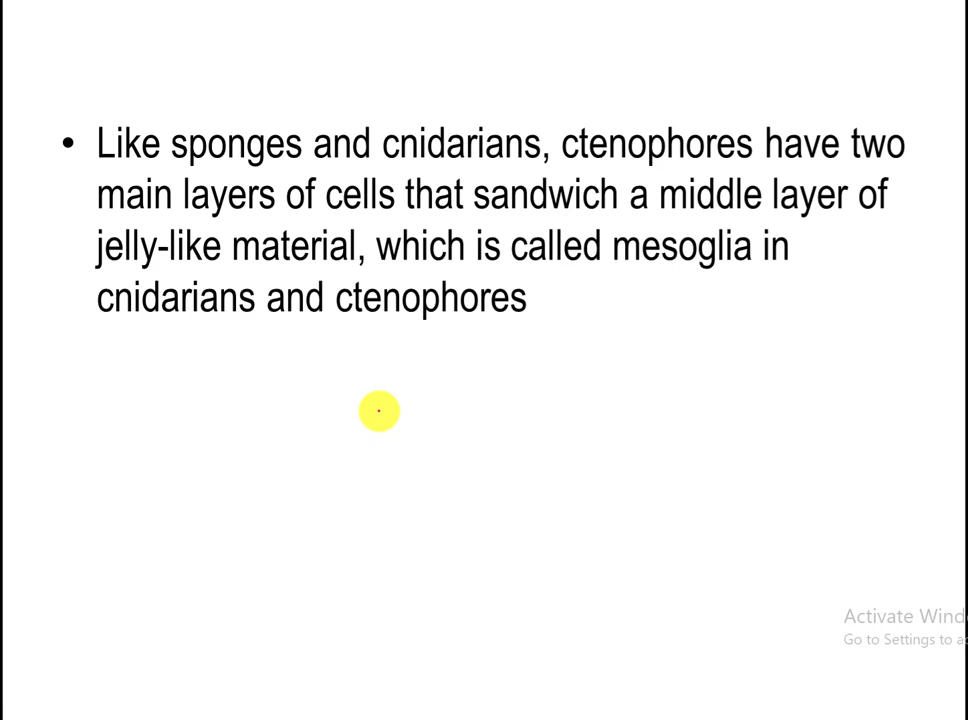 • Like sponges and cnidarians, ctenophores have two
main layers of cells that sandwich a middle layer of
jelly-like material, which is called mesoglia in
cnidarians and ctenophores
Activate Wind
Go to Settings to a